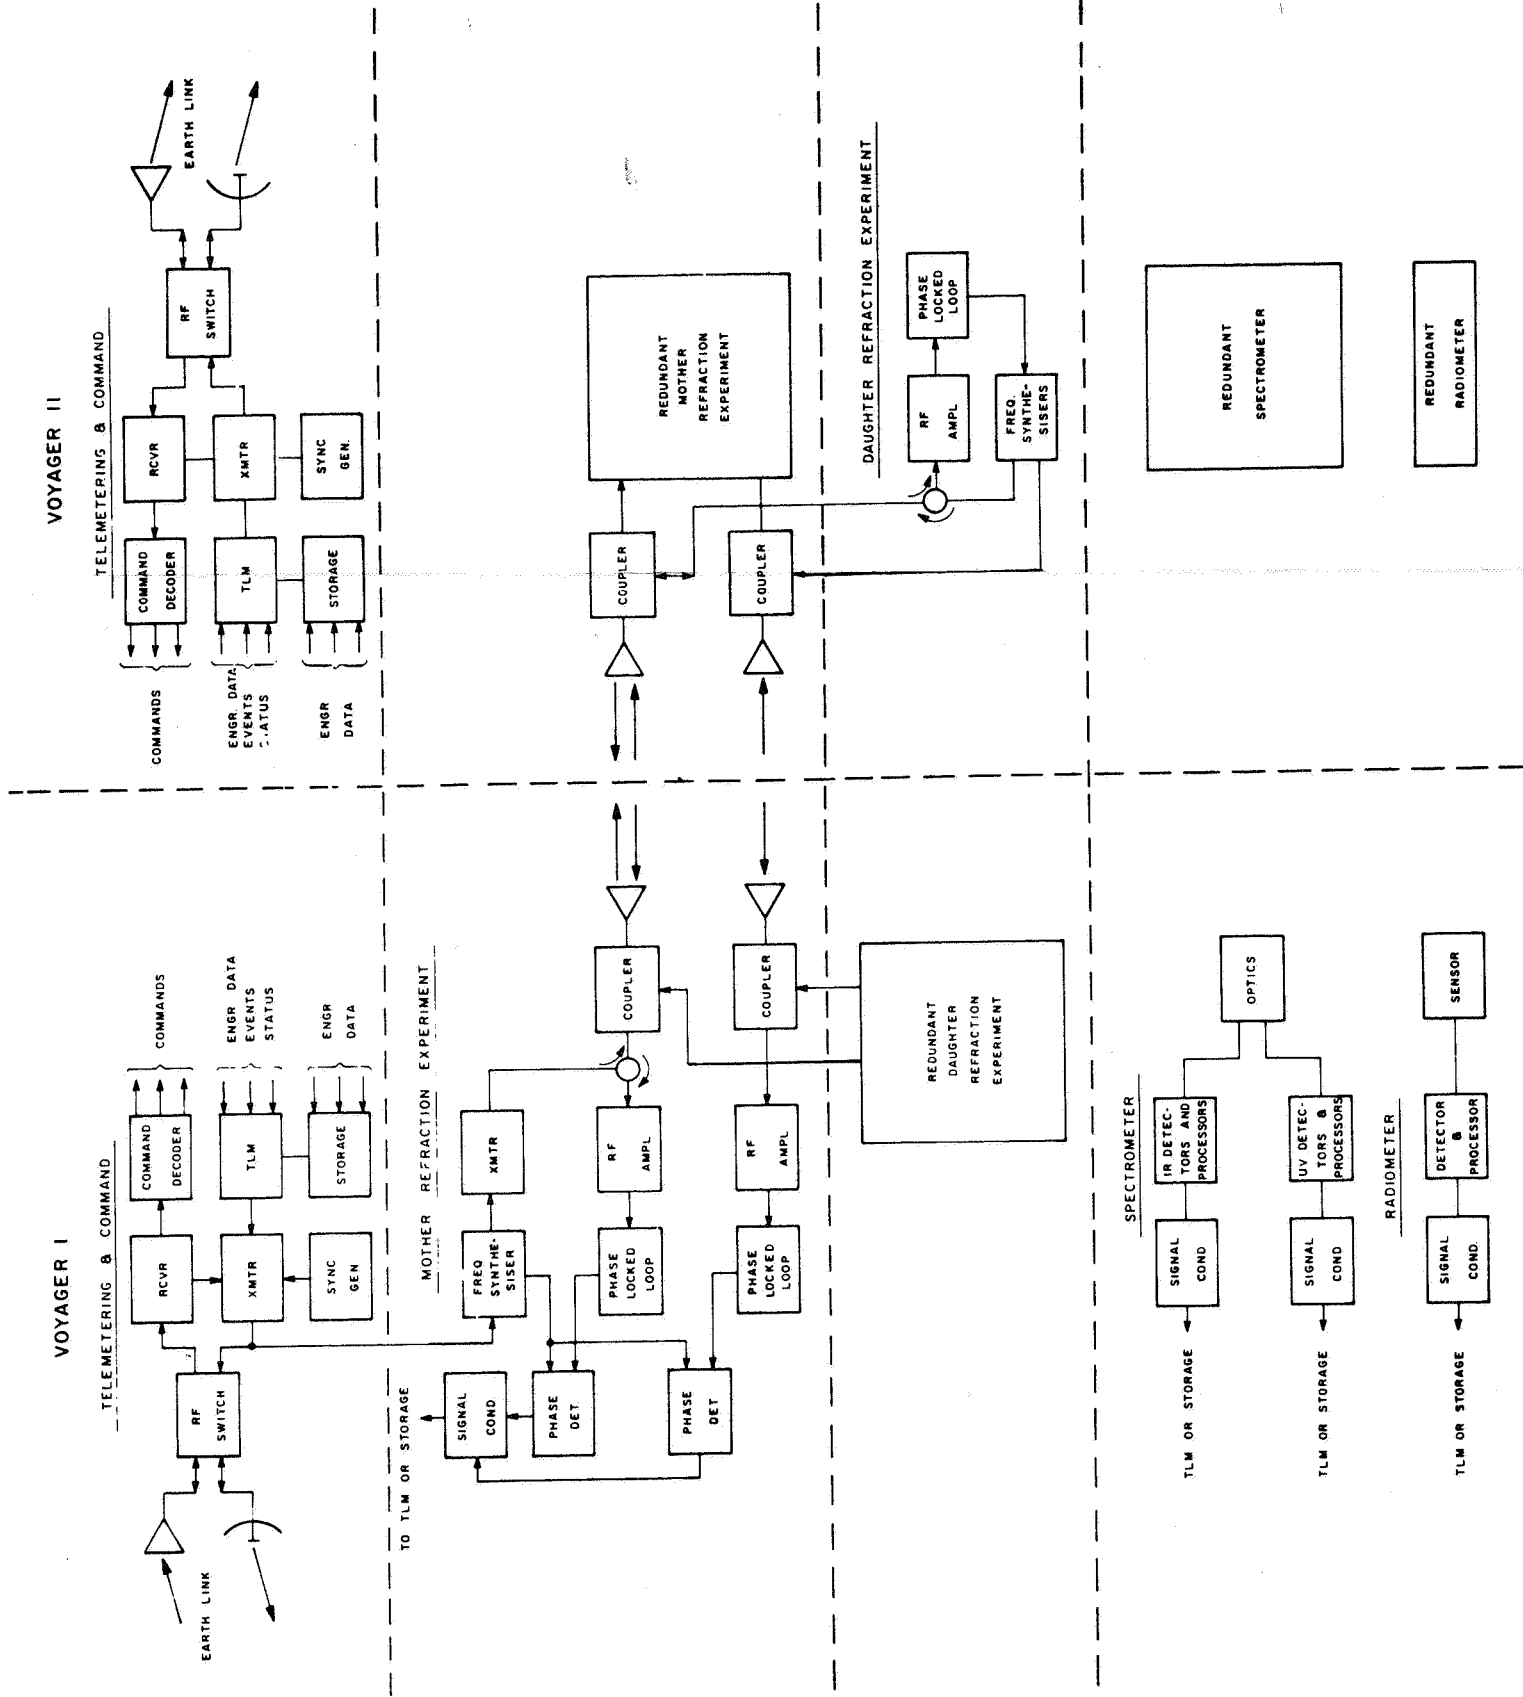 VOYAGER I
TELEMETERING & COMMAND
EARTH LINK
RF
SWITCH
RCVR
XMTR
SYNC
GEN
COMMAND
DECODER
TLM
STORAGE
COMMANDS
ENGR DATA
EVENTS
STATUS
ENGR
DATA
MOTHER REFRACTION EXPERIMENT
TO TLM OR STORAGE
SIGNAL
COND
PHASE
DET.
PHASE
DET
FREQ
SYNTHE-
SISER
XMTR
PHASE
LOCKED
LOOP
RF
AMPL
COUPLER
PHASE
LOCKED
LOOP
RF
AMPL
COUPLER
REDUNDANT
DAUGHTER
REFRACTION
EXPERIMENT
SPECTROMETER
TLM OR STORAGE
SIGNAL
COND
IR DETEC-
TORS AND
PROCESSORS
OPTICS
TLM OR STORAGE
SIGNAL
COND
UV DETEC-
TORS &
PROCESSORS
RADIOMETER
TLM OR STORAGE
SIGNAL
COND.
DETECTOR
&
PROCESSOR
SENSOR
VOYAGER II
TELEMETERING & COMMAND
COMMANDS
ENGR. DATA
EVENTS
STATUS
ENGR
DATA
COMMAND
DECODER
TLM
STORAGE
RCVR
XMTR
SYNC
GEN.
RF
SWITCH
EARTH LINK
COUPLER
COUPLER
REDUNDANT
MOTHER
REFRACTION
EXPERIMENT
DAUGHTER REFRACTION EXPERIMENT
RF
AMPL
PHASE
LOCKED
LOOP
FREQ.
SYNTHE-
SISERS
REDUNDANT
SPECTROMETER
REDUNDANT
RADIOMETER